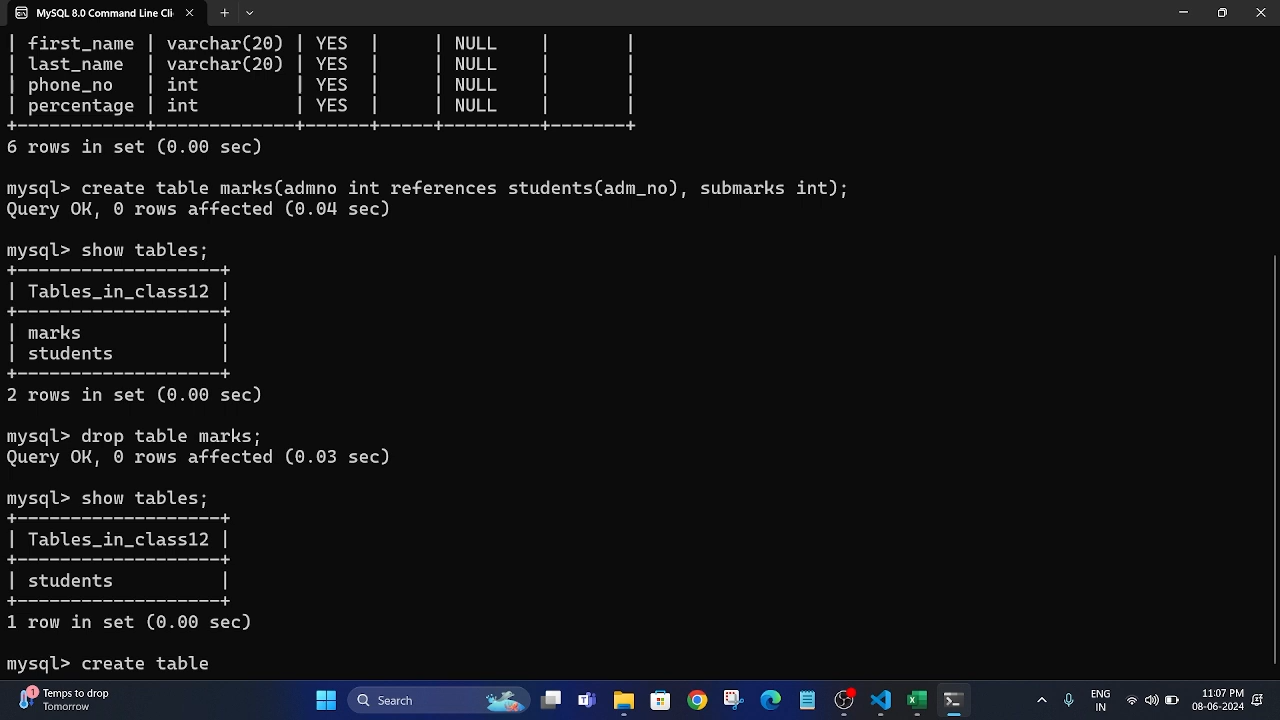 MySQL 8.0 Command Line Cli
| first_name | varchar(20) | YES  |     | NULL    |       |
| last_name  | varchar(20) | YES  |     | NULL    |       |
| phone_no   | int         | YES  |     | NULL    |       |
| percentage | int         | YES  |     | NULL    |       |
+------------+-------------+------+-----+---------+-------+
6 rows in set (0.00 sec)
mysql> create table marks(admno int references students(adm_no), submarks int);
Query OK, 0 rows affected (0.04 sec)
mysql> show tables;
+-------------------+
| Tables_in_class12 |
+-------------------+
| marks             |
| students          |
+-------------------+
2 rows in set (0.00 sec)
mysql> drop table marks;
Query OK, 0 rows affected (0.03 sec)
mysql> show tables;
+-------------------+
| Tables_in_class12 |
+-------------------+
| students          |
+-------------------+
1 row in set (0.00 sec)
mysql> create table
1
Temps to drop
Tomorrow
Search
ENG
IN
11:07 PM
08-06-2024